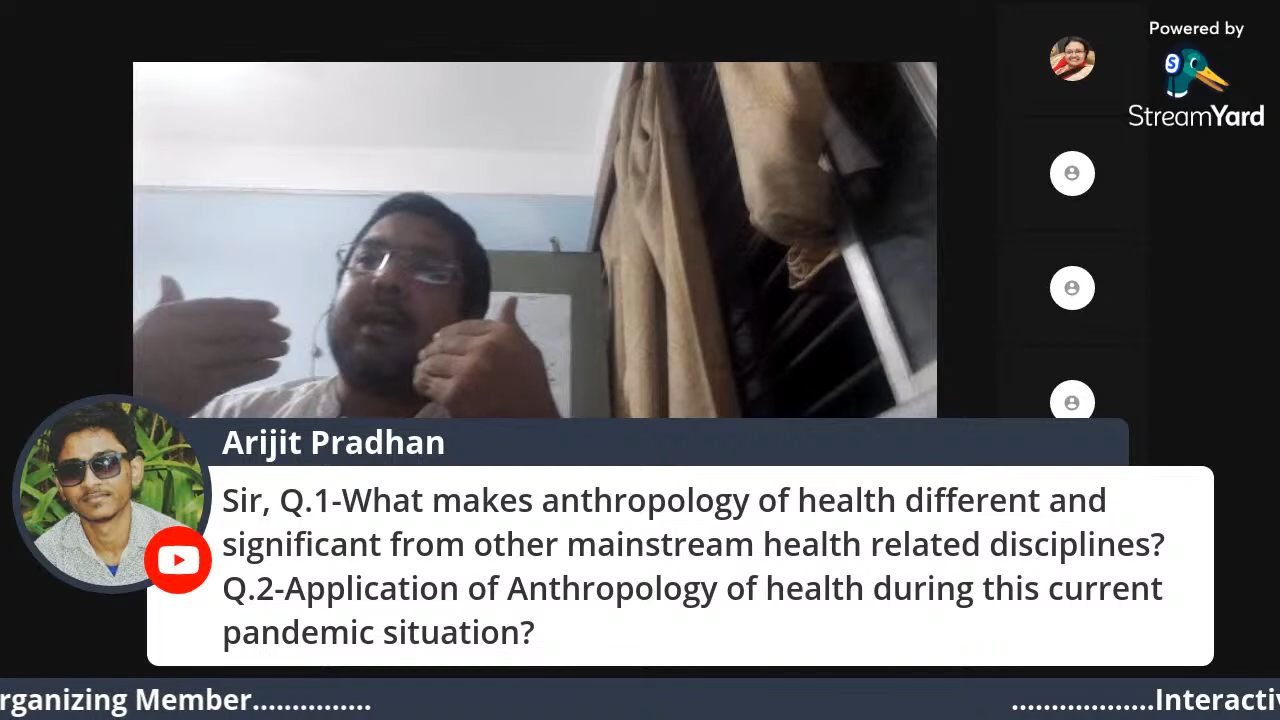 Powered by
StreamYard
Arijit Pradhan
Sir, Q.1-What makes anthropology of health different and
significant from other mainstream health related disciplines?
Q.2-Application of Anthropology of health during this current
pandemic situation?
rganizing Member............... ..................Interactiv